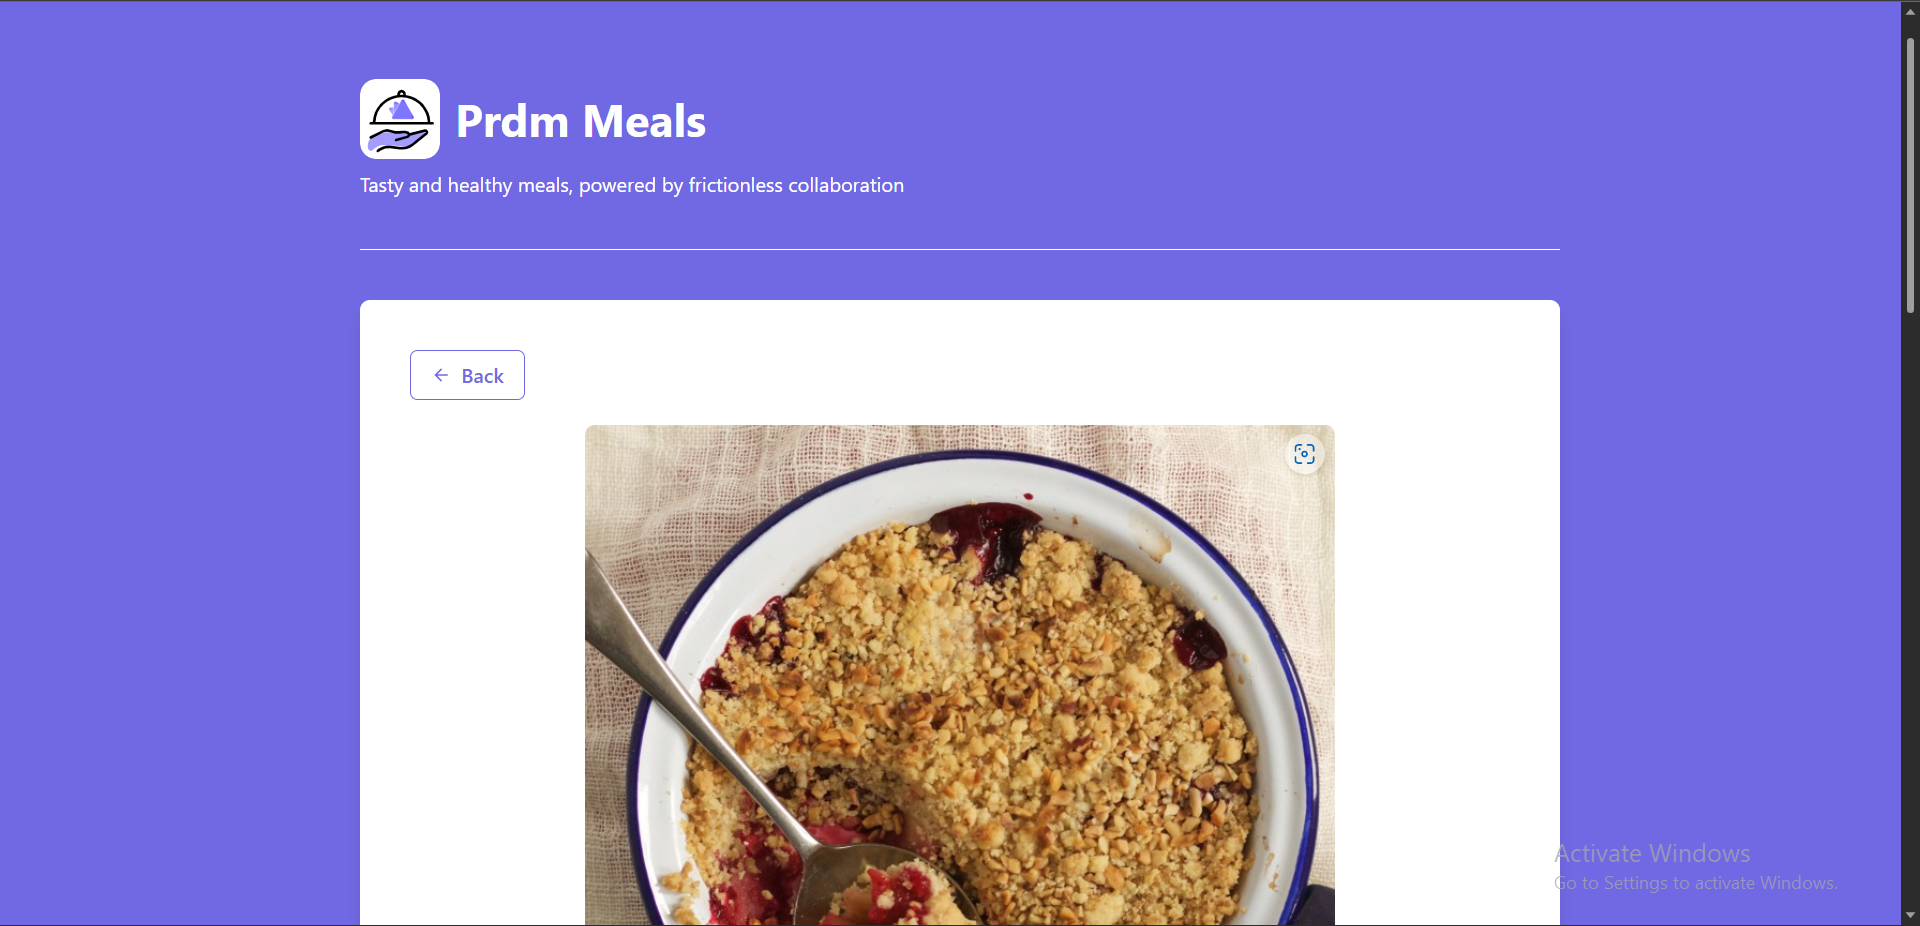 Prdm Meals
Tasty and healthy meals, powered by frictionless collaboration
Back
Activate Windows
Go to Settings to activate Windows.